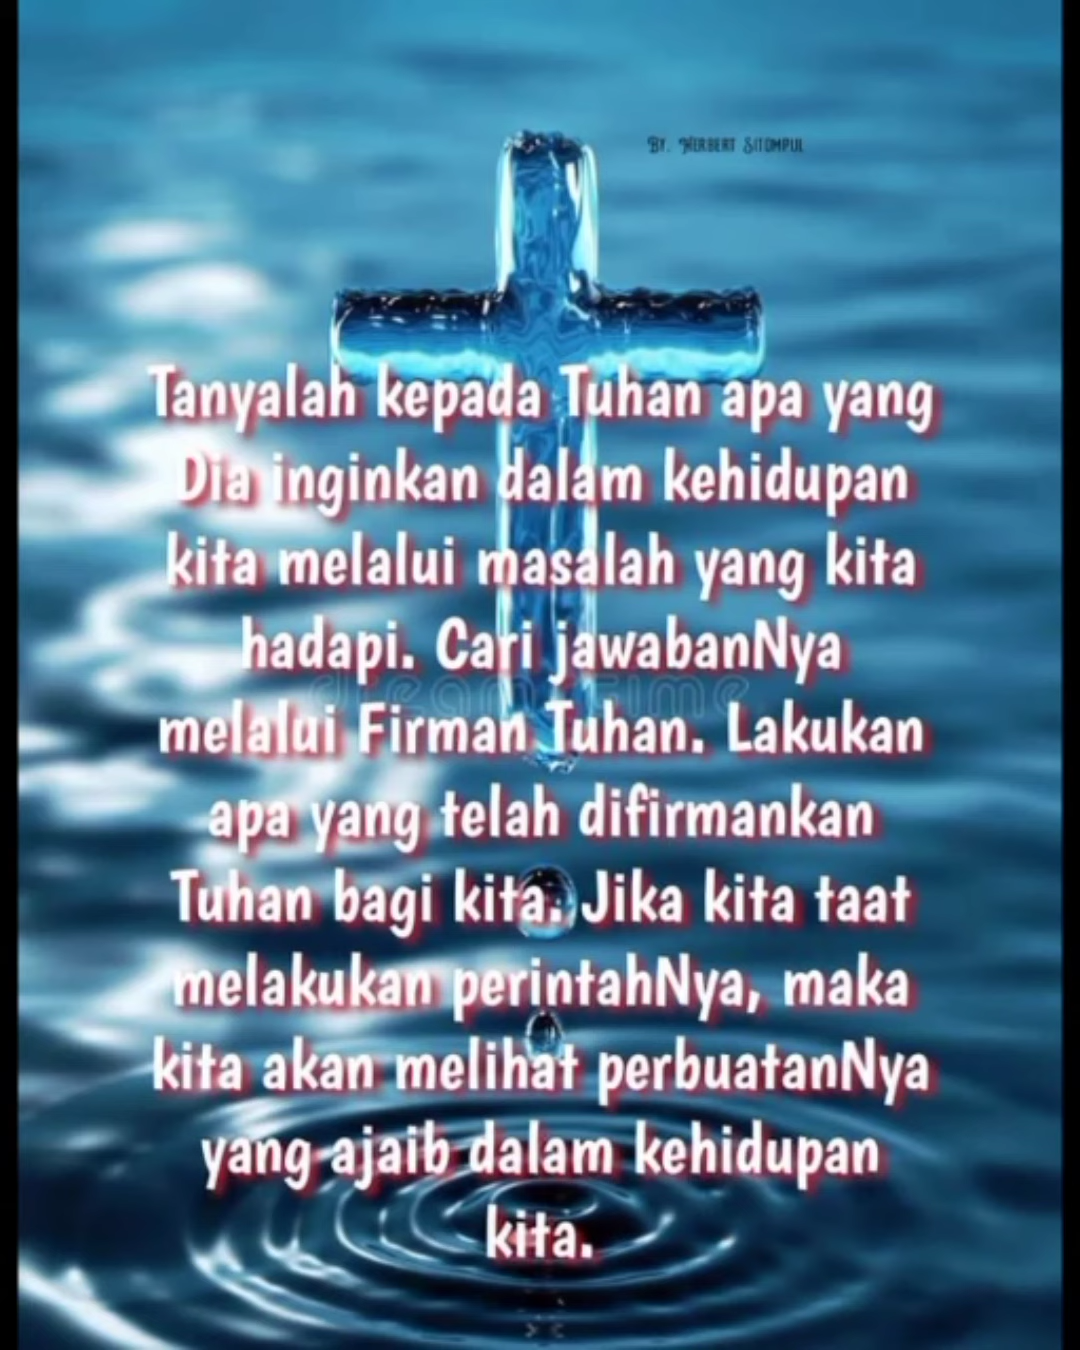 By. Herbert Sitompul
Tanyalah kepada Tuhan apa yang
Dia inginkan dalam kehidupan
kita melalui masalah yang kita
hadapi. Cari jawabanNya
dreamstime
melalui Firman Tuhan. Lakukan
apa yang telah difirmankan
Tuhan bagi kita. Jika kita taat
melakukan perintahNya, maka
kita akan melihat perbuatanNya
yang ajaib dalam kehidupan
kita.